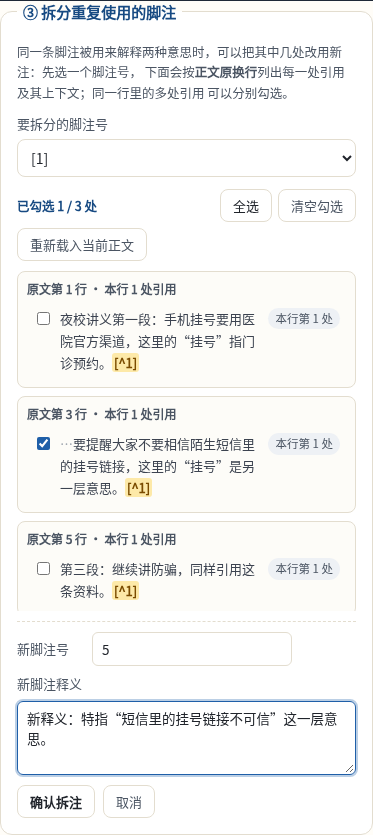 ③ 拆分重复使用的脚注
同一条脚注被用来解释两种意思时，可以把其中几处改用新
注：先选一个脚注号， 下面会按正文原换行列出每一处引用
及其上下文；同一行里的多处引用 可以分别勾选。
要拆分的脚注号
[1]
已勾选 1 / 3 处
全选
清空勾选
重新载入当前正文
原文第 1 行 · 本行 1 处引用
夜校讲义第一段：手机挂号要用医
院官方渠道，这里的“挂号”指门
诊预约。[^1]
本行第 1 处
原文第 3 行 · 本行 1 处引用
…要提醒大家不要相信陌生短信里
的挂号链接，这里的“挂号”是另
一层意思。[^1]
本行第 1 处
原文第 5 行 · 本行 1 处引用
第三段：继续讲防骗，同样引用这
条资料。[^1]
本行第 1 处
新脚注号
5
新脚注释义
新释义：特指“短信里的挂号链接不可信”这一层意
思。
确认拆注
取消